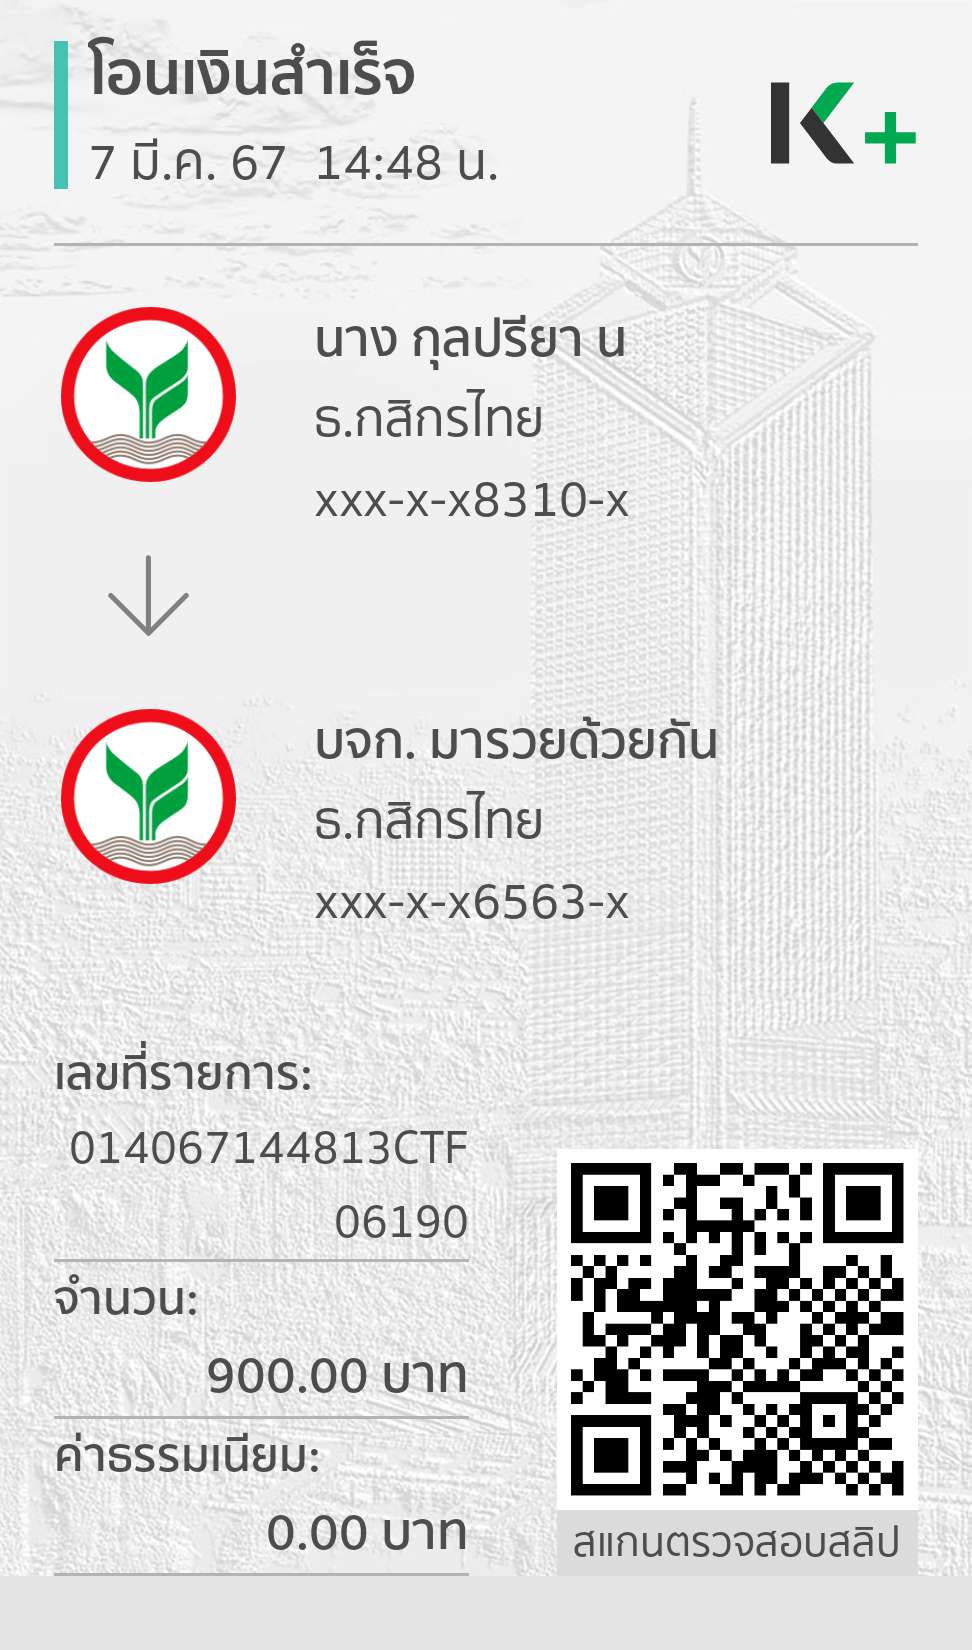 โอนเงินสำเร็จ
7 มี.ค. 67 14:48 น.
K+
นาง กุลปรียา น
ธ.กสิกรไทย
xxx-x-x8310-x
บจก. มารวยด้วยกัน
ธ.กสิกรไทย
xxx-x-x6563-x
เลขที่รายการ:
014067144813CTF
06190
จำนวน:
900.00 บาท
ค่าธรรมเนียม:
0.00 บาท
สแกนตรวจสอบสลิป